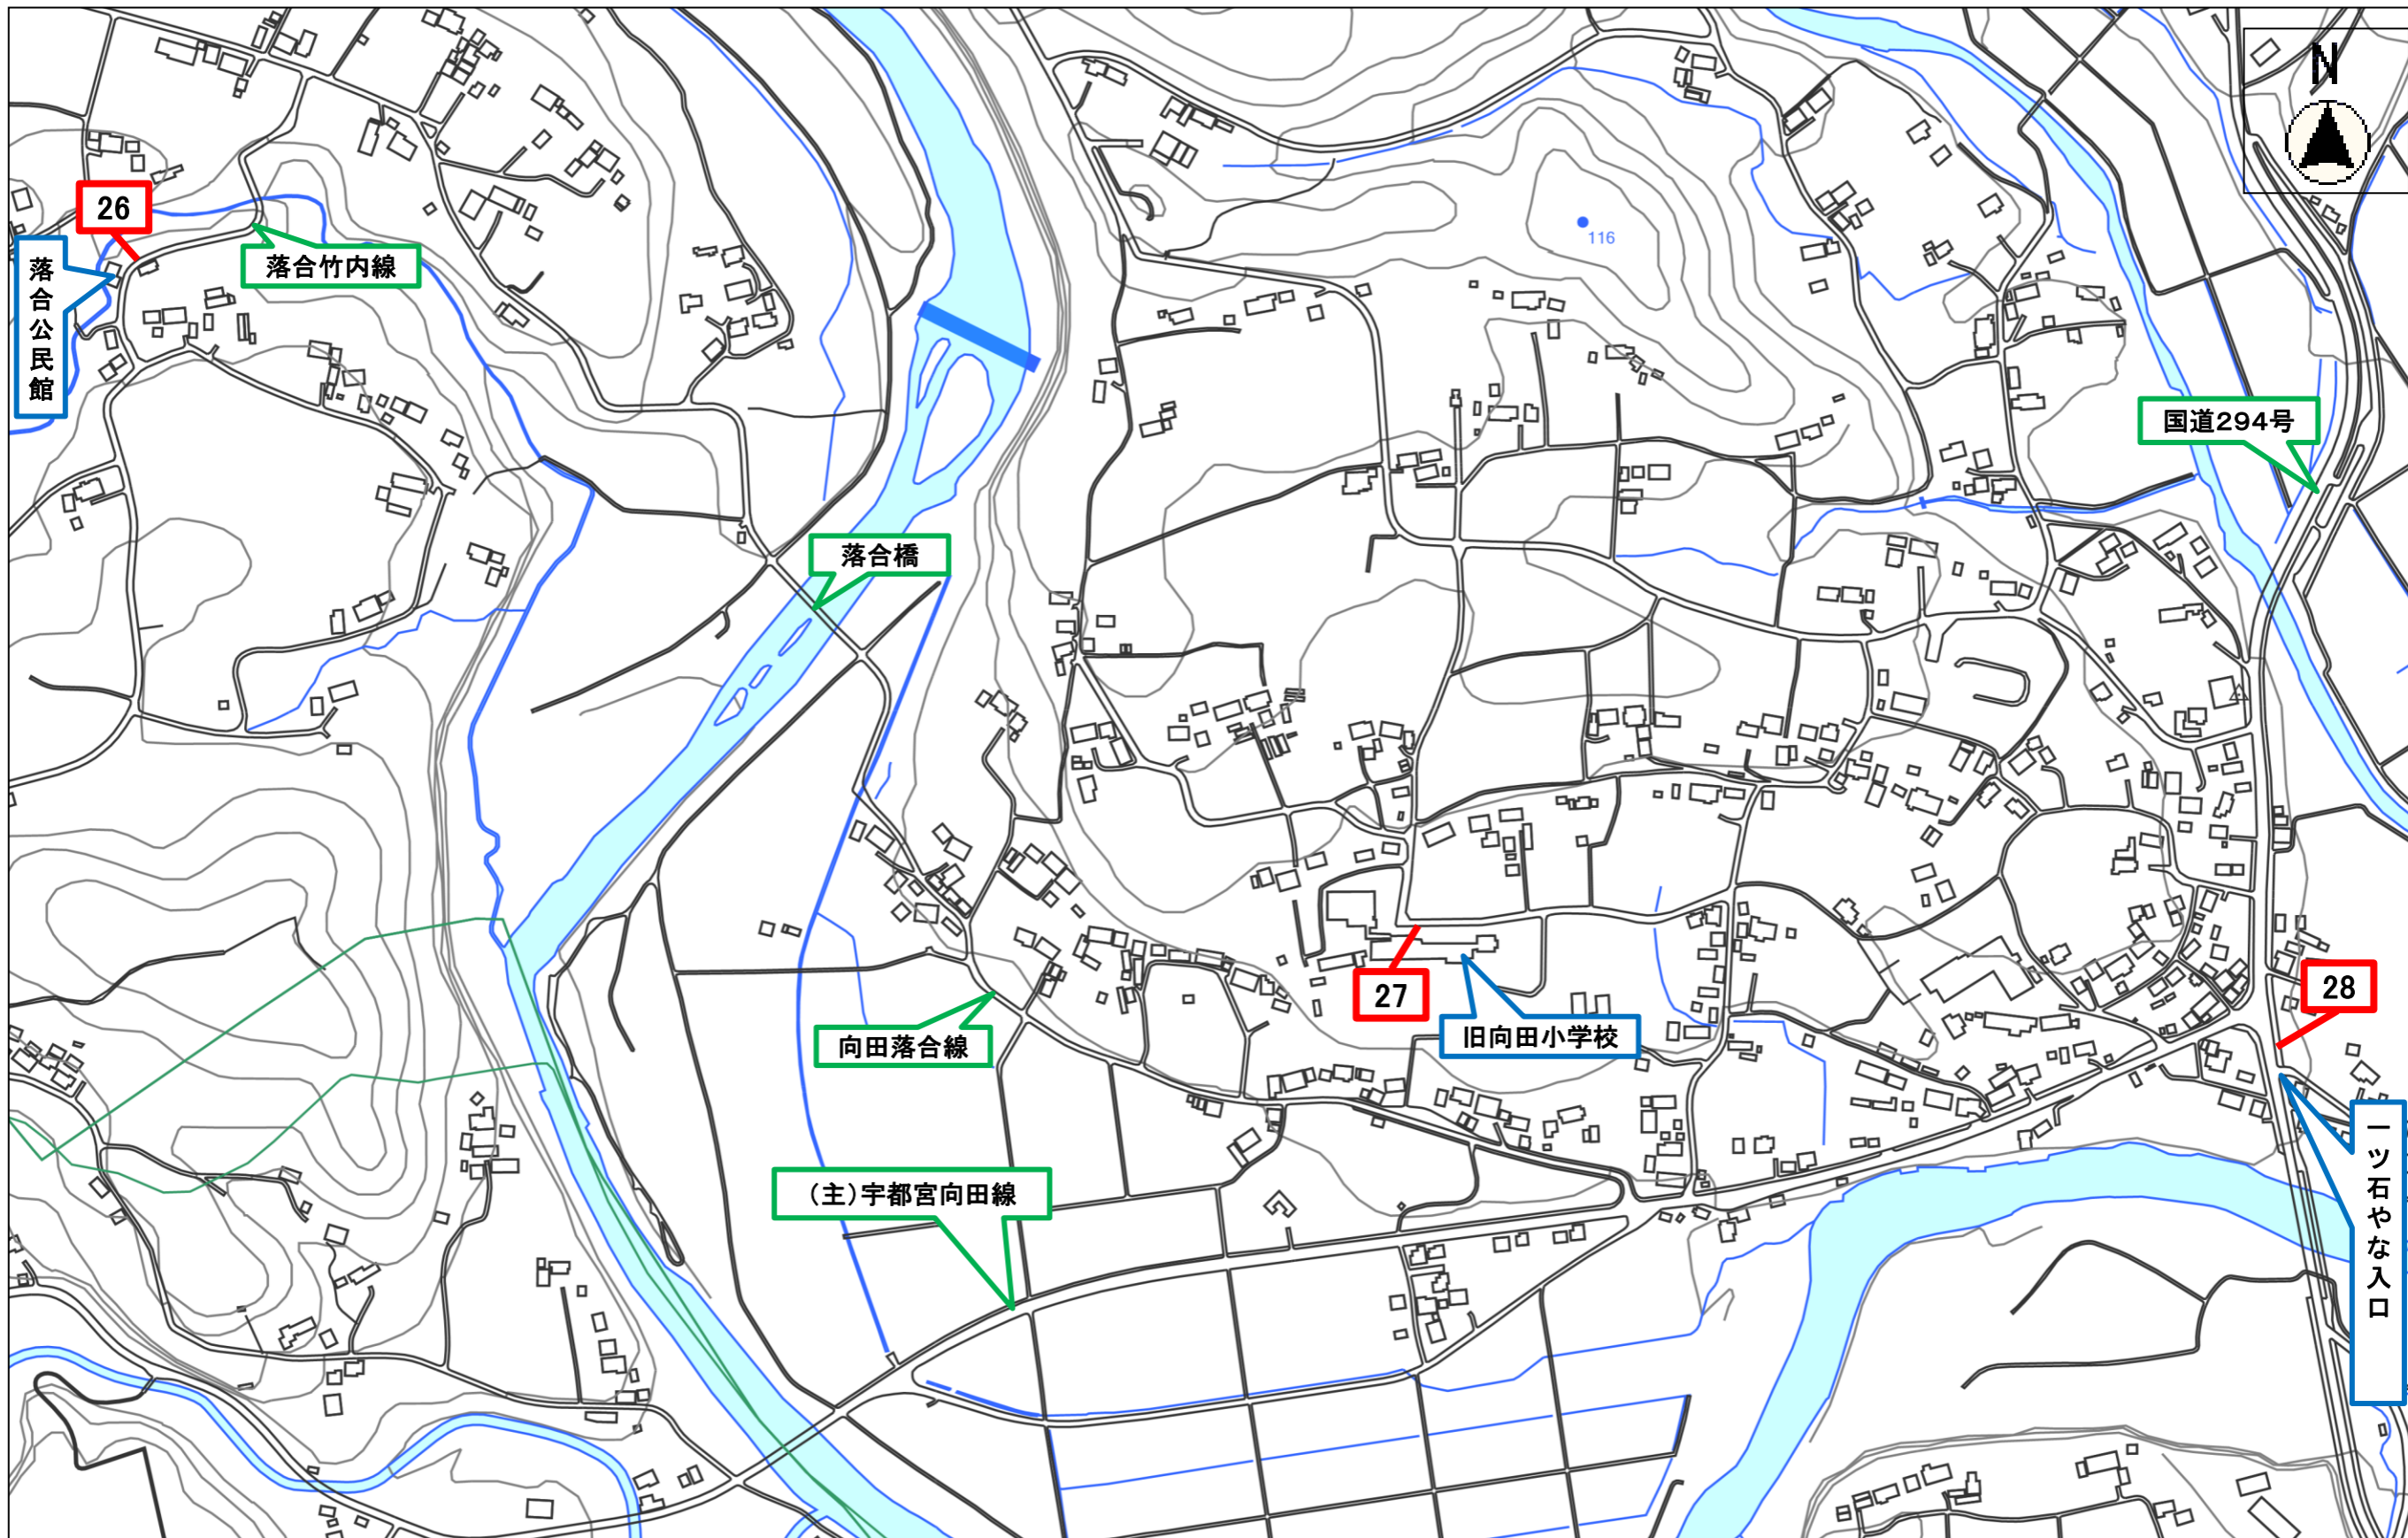 N
116
26
落合竹内線
落合公民館
国道294号
落合橋
27
28
旧向田小学校
向田落合線
一ツ石やな入口
(主)宇都宮向田線